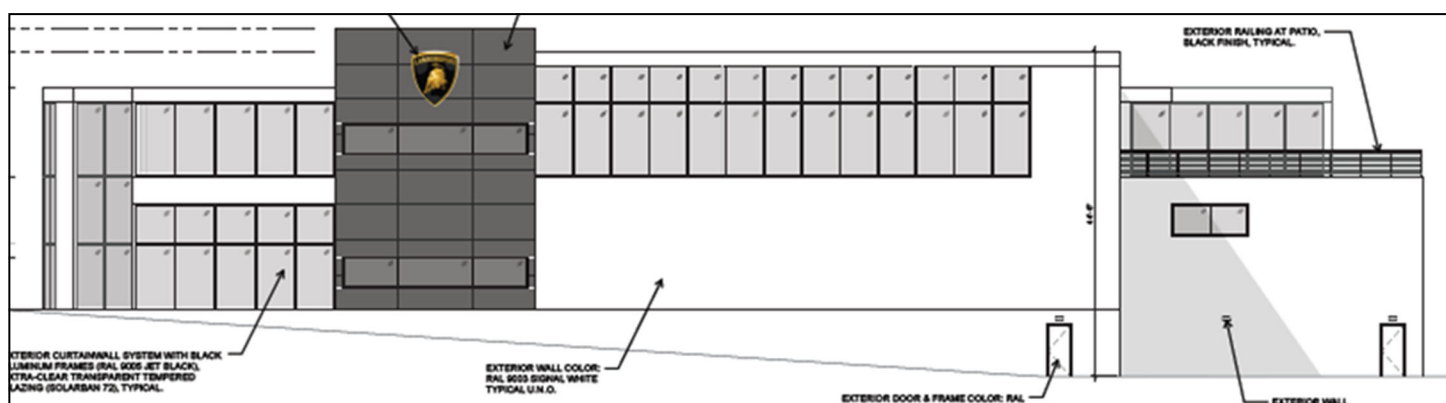 EXTERIOR RAILING AT PATIO,
BLACK FINISH, TYPICAL.
LAMBORGHINI
XTERIOR CURTAINWALL SYSTEM WITH BLACK
LUMINUM FRAMES (RAL 9005 JET BLACK),
XTRA-CLEAR TRANSPARENT TEMPERED
LAZING (SOLARBAN 72), TYPICAL.
EXTERIOR WALL COLOR:
RAL 9003 SIGNAL WHITE
TYPICAL U.N.O.
EXTERIOR DOOR & FRAME COLOR: RAL
EXTERIOR WALL